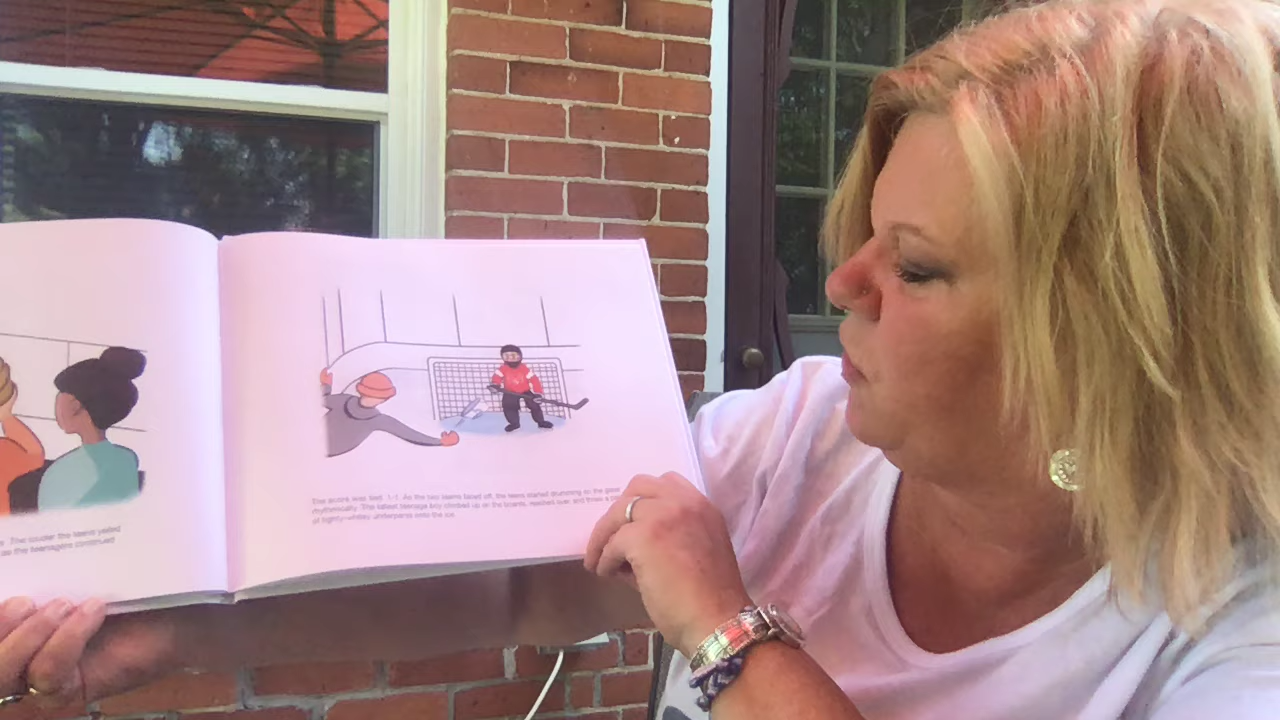 s. The louder the teens yelled
as the teenagers continued
The score was tied, 1-1. As the two teams faced off, the teens started drumming on the glass
rhythmically. The tallest teenage boy climbed up on the boards, reached over and threw a
of tighty-whitey underpants onto the ice.